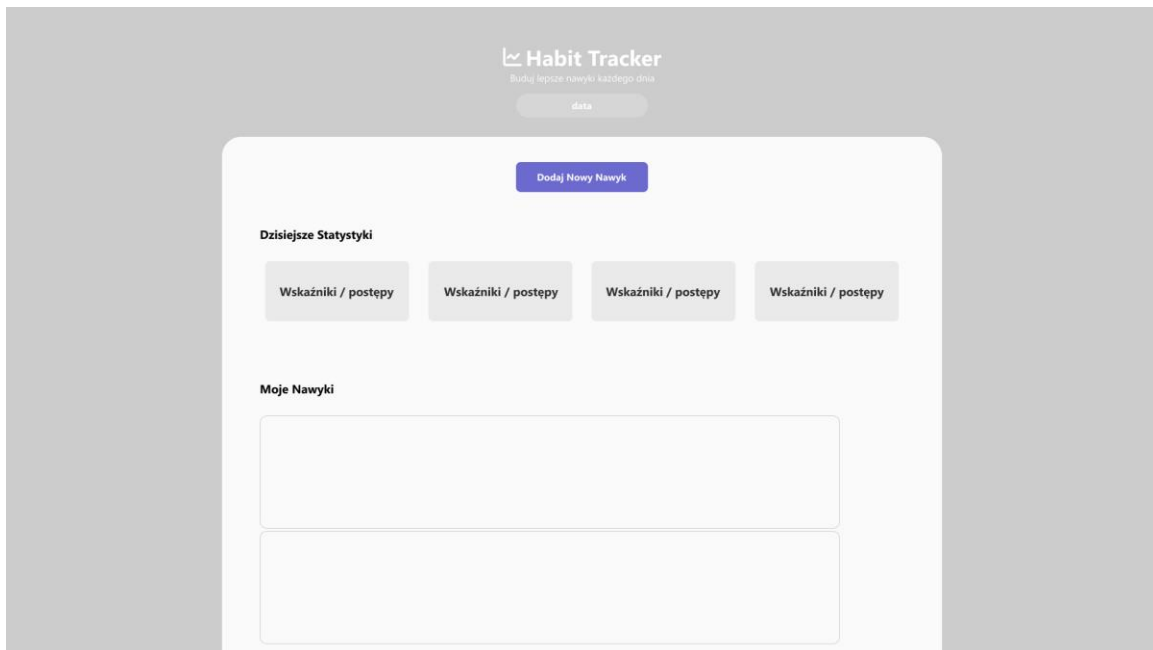 Habit Tracker
Buduj lepsze nawyki każdego dnia
data
Dodaj Nowy Nawyk
Dzisiejsze Statystyki
Wskaźniki / postępy Wskaźniki / postępy Wskaźniki / postępy Wskaźniki / postępy
Moje Nawyki